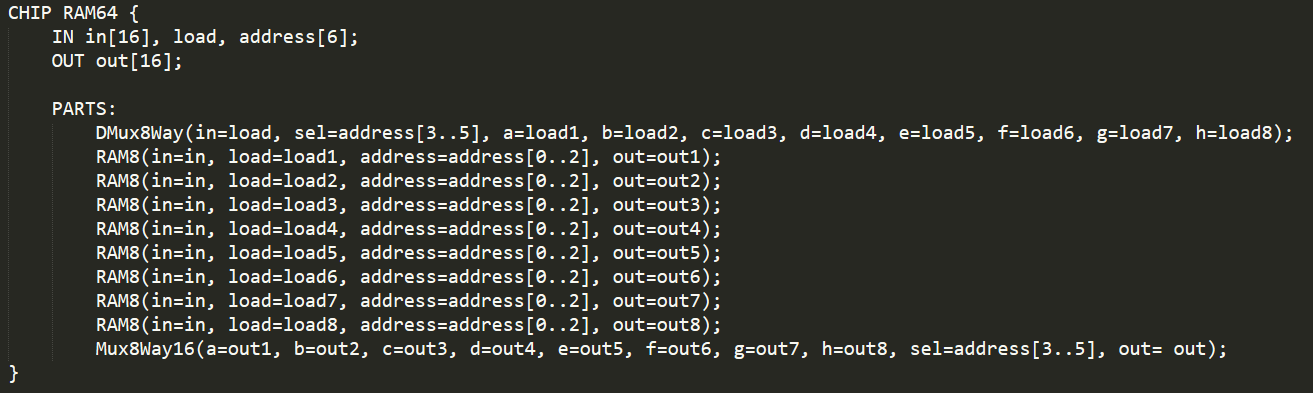 CHIP RAM64 {
    IN in[16], load, address[6];
    OUT out[16];

    PARTS:
        DMux8Way(in=load, sel=address[3..5], a=load1, b=load2, c=load3, d=load4, e=load5, f=load6, g=load7, h=load8);
        RAM8(in=in, load=load1, address=address[0..2], out=out1);
        RAM8(in=in, load=load2, address=address[0..2], out=out2);
        RAM8(in=in, load=load3, address=address[0..2], out=out3);
        RAM8(in=in, load=load4, address=address[0..2], out=out4);
        RAM8(in=in, load=load5, address=address[0..2], out=out5);
        RAM8(in=in, load=load6, address=address[0..2], out=out6);
        RAM8(in=in, load=load7, address=address[0..2], out=out7);
        RAM8(in=in, load=load8, address=address[0..2], out=out8);
        Mux8Way16(a=out1, b=out2, c=out3, d=out4, e=out5, f=out6, g=out7, h=out8, sel=address[3..5], out= out);
}